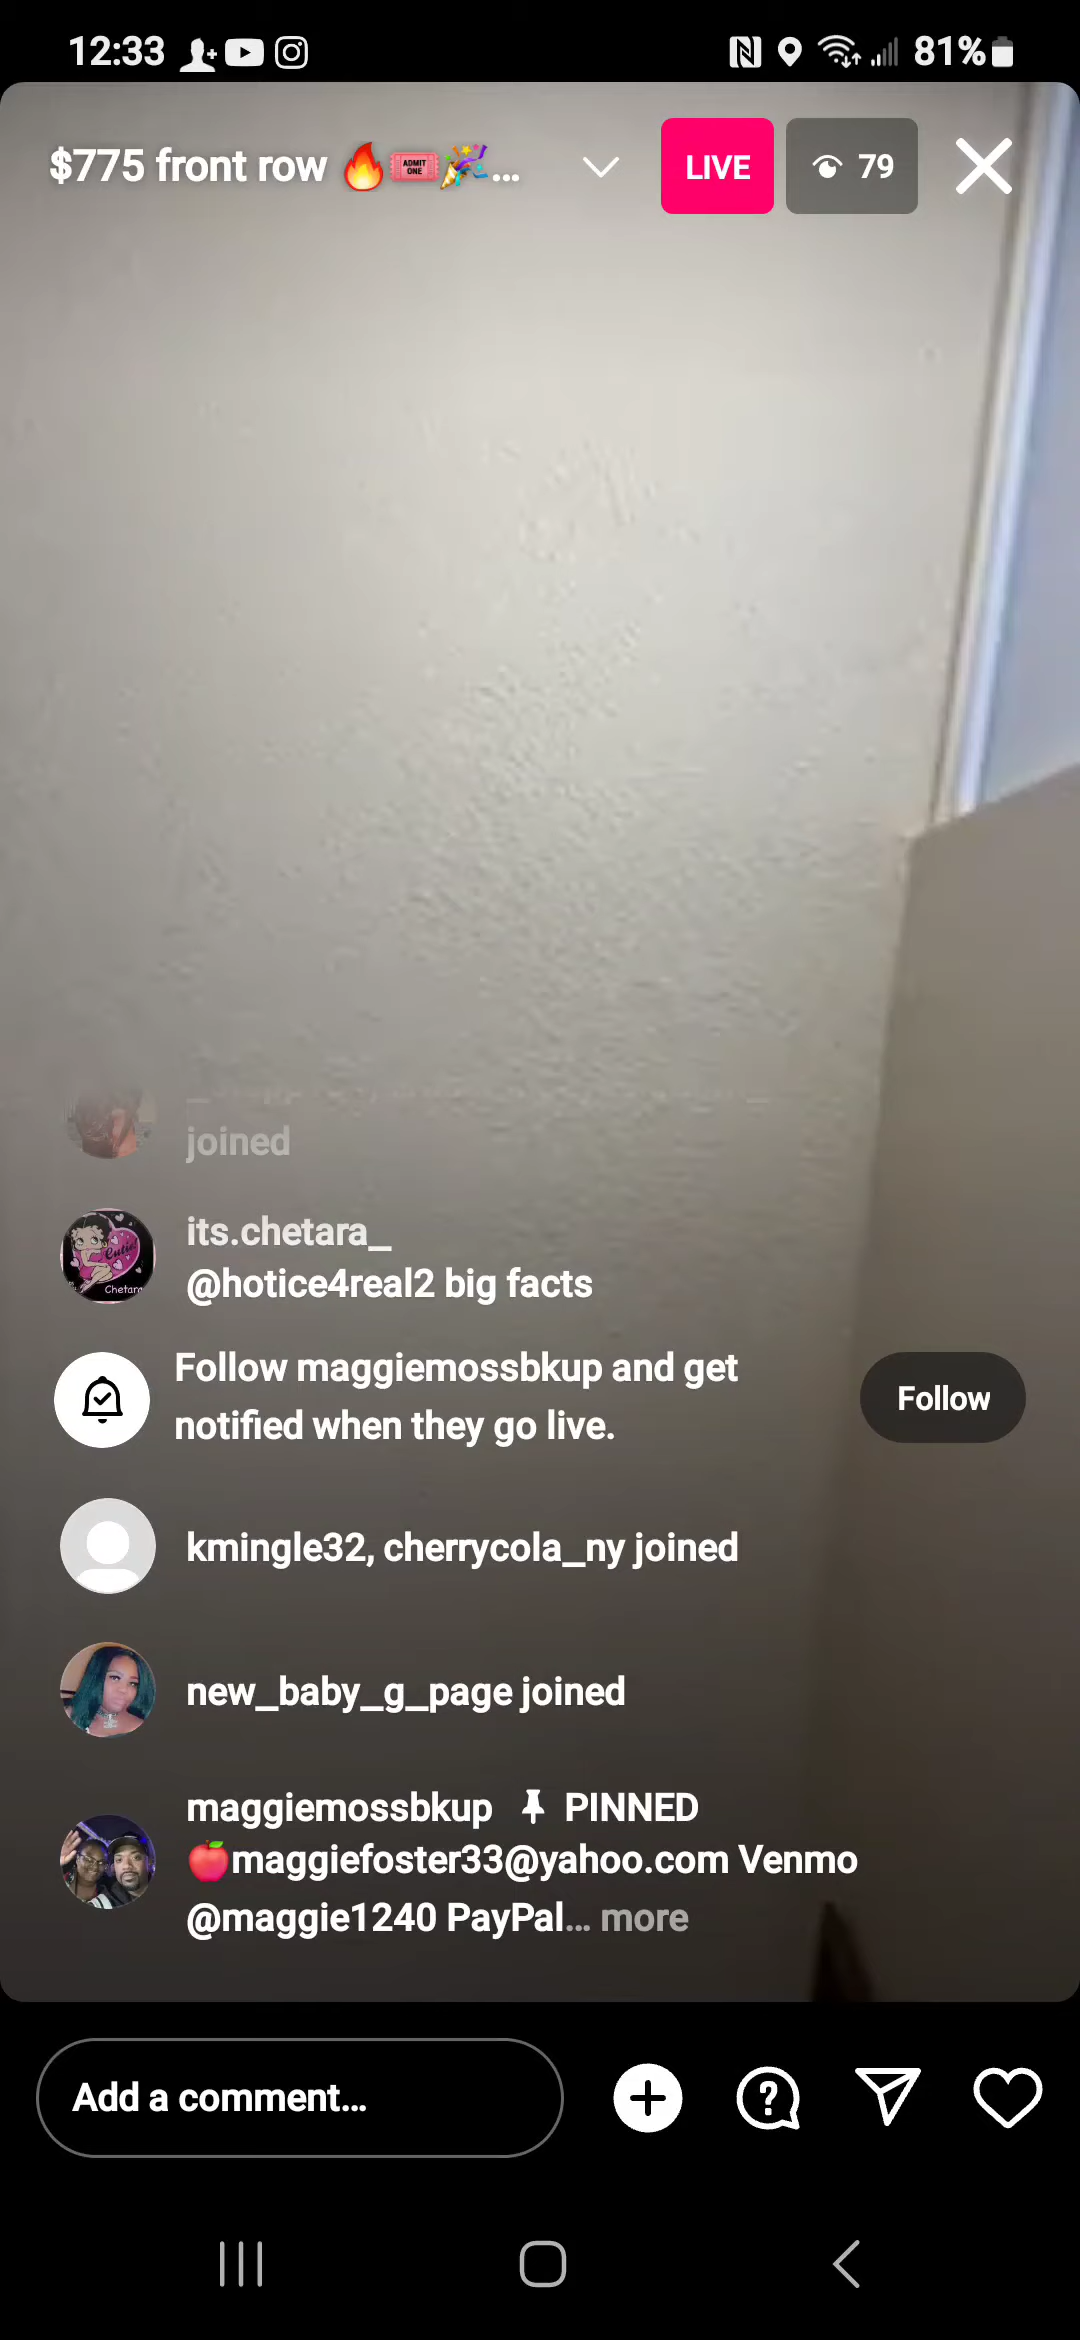 12:33
81%
$775 front row 🔥🎟️🎉...
LIVE
79
joined
its.chetara_
@hotice4real2 big facts
Follow maggiemossbkup and get
notified when they go live.
Follow
kmingle32, cherrycola_ny joined
new_baby_g_page joined
maggiemossbkup 📌 PINNED
🍎maggiefoster33@yahoo.com Venmo
@maggie1240 PayPal... more
Add a comment...